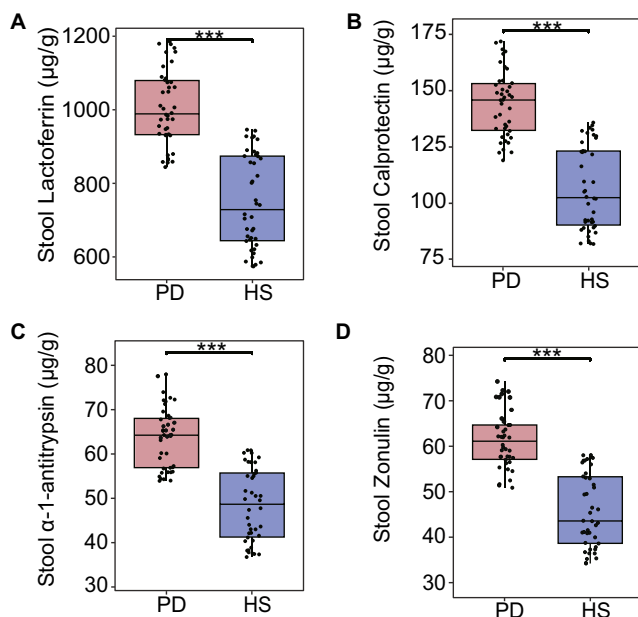 A
Stool Lactoferrin (µg/g)
1200
1000
800
600
***
PD HS
B
Stool Calprotectin (µg/g)
175
150
125
100
75
***
PD HS
C
Stool α-1-antitrypsin (µg/g)
80
70
60
50
40
30
***
PD HS
D
Stool Zonulin (µg/g)
80
70
60
50
40
30
***
PD HS